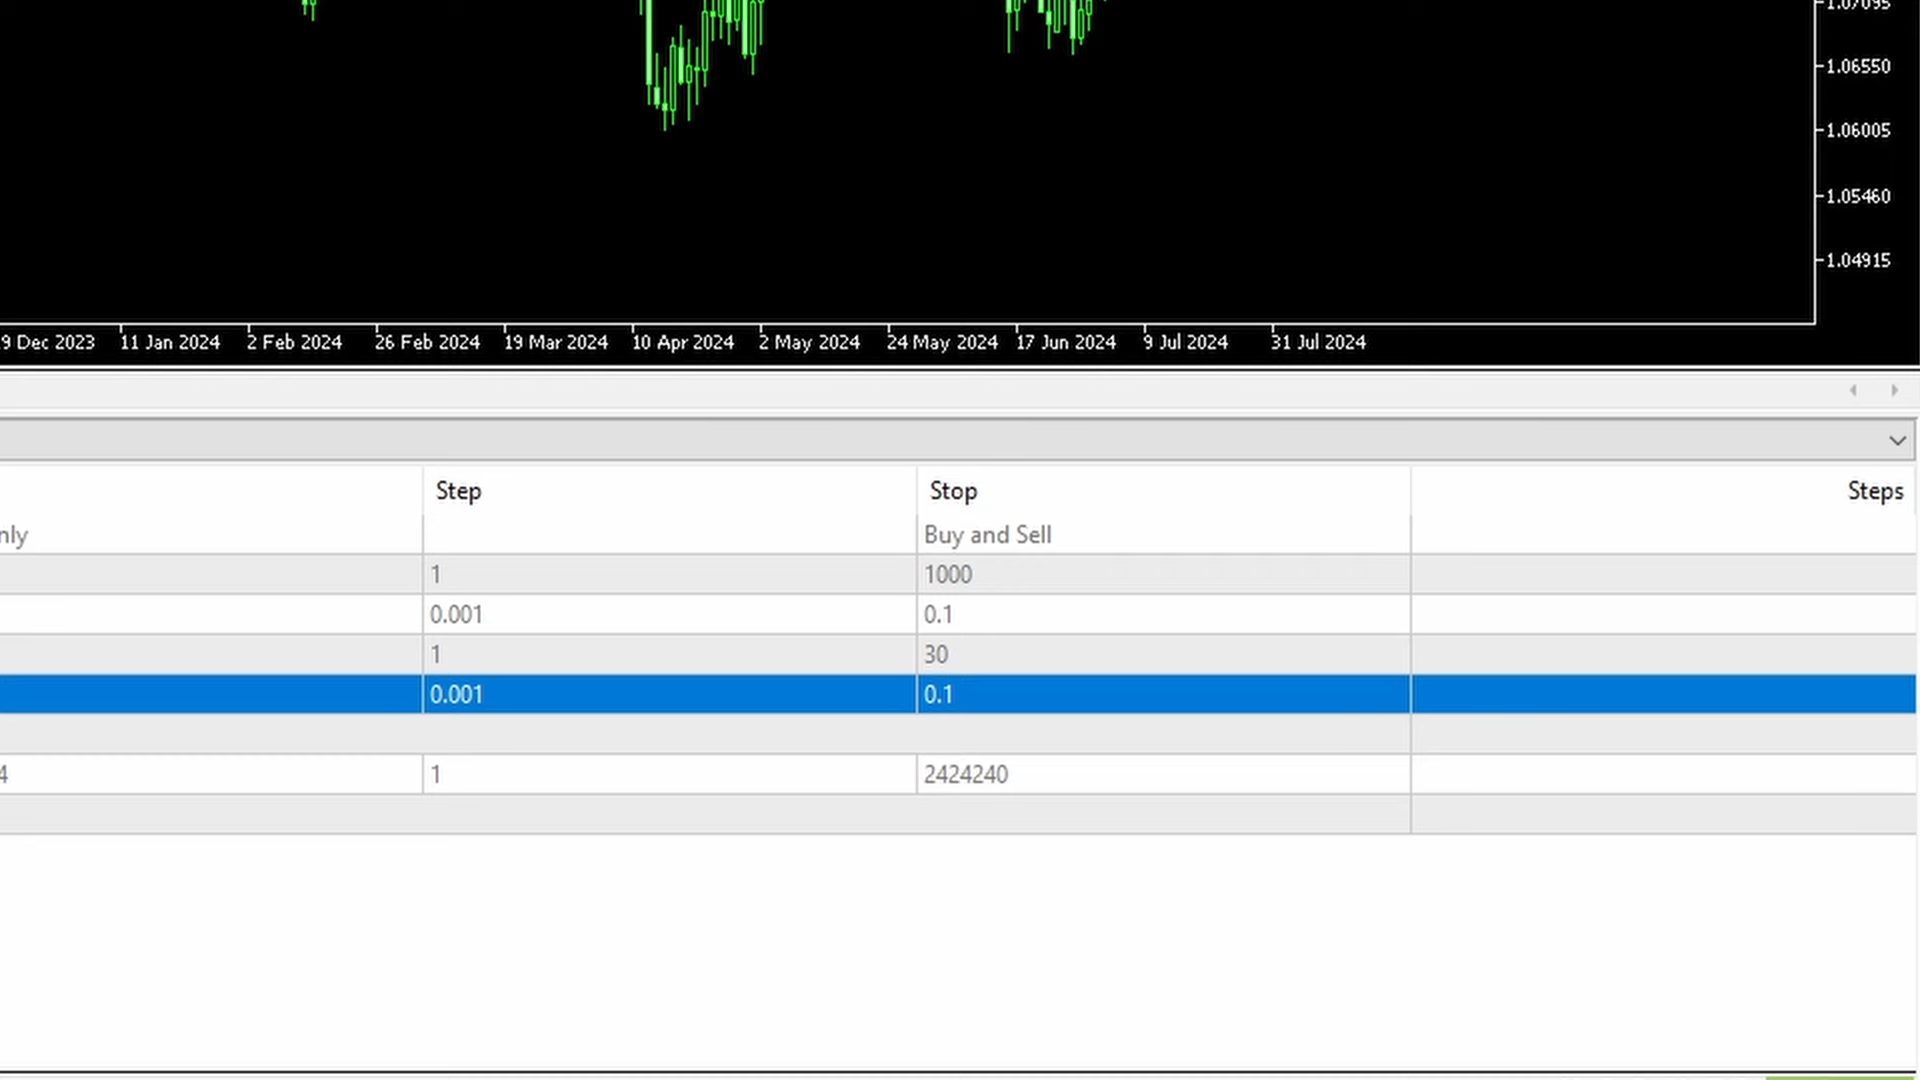 1.07095
1.06550
1.06005
1.05460
1.04915
9 Dec 2023 11 Jan 2024 2 Feb 2024 26 Feb 2024 19 Mar 2024 10 Apr 2024 2 May 2024 24 May 2024 17 Jun 2024 9 Jul 2024 31 Jul 2024
Step Stop Steps
nly Buy and Sell
1 1000
0.001 0.1
1 30
0.001 0.1
4 1 2424240